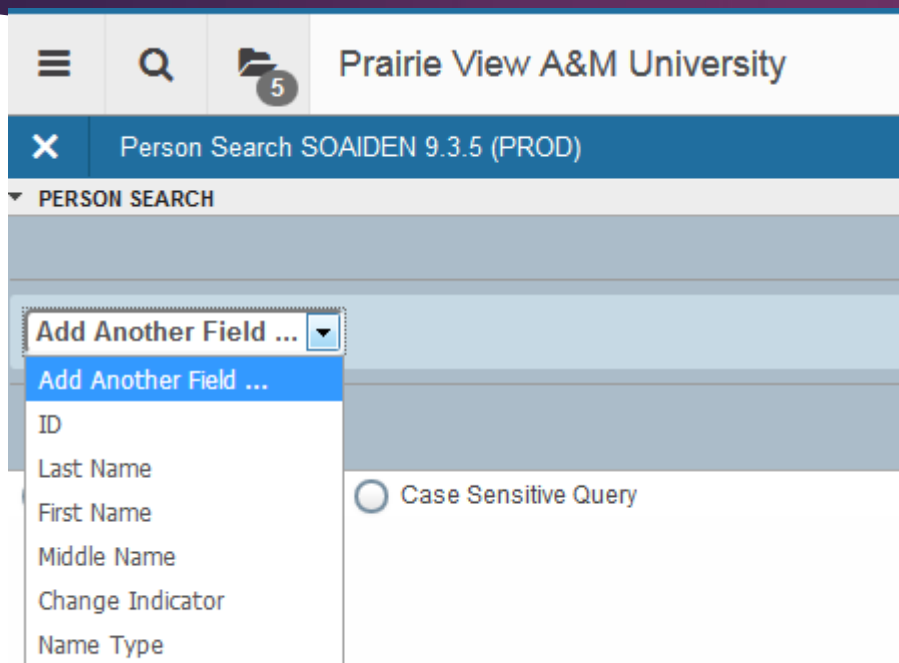 5
Prairie View A&M University
Person Search SOAIDEN 9.3.5 (PROD)
PERSON SEARCH
Add Another Field ...
Add Another Field ...
ID
Last Name
First Name
Case Sensitive Query
Middle Name
Change Indicator
Name Type